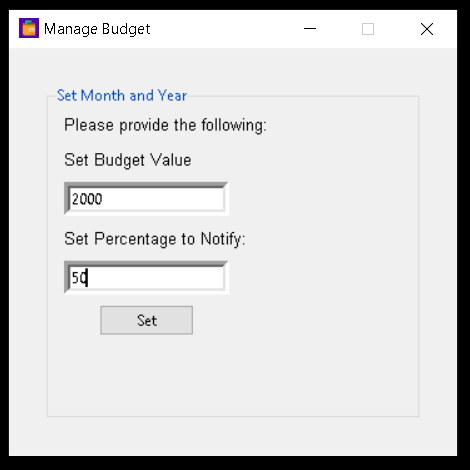 Manage Budget
Set Month and Year
Please provide the following:
Set Budget Value
2000
Set Percentage to Notify:
50
Set